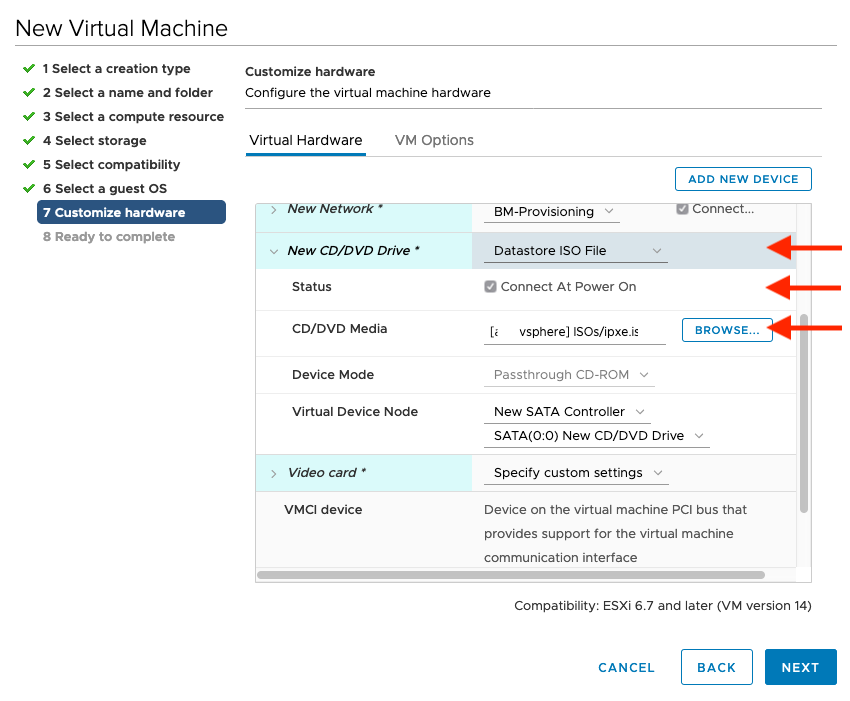 New Virtual Machine
1 Select a creation type
2 Select a name and folder
3 Select a compute resource
4 Select storage
5 Select compatibility
6 Select a guest OS
7 Customize hardware
8 Ready to complete
Customize hardware
Configure the virtual machine hardware
Virtual Hardware VM Options
ADD NEW DEVICE
New Network * BM-Provisioning Connect...
New CD/DVD Drive * Datastore ISO File
Status Connect At Power On
CD/DVD Media vsphere] ISOs/ipxe.is BROWSE...
Device Mode Passthrough CD-ROM
Virtual Device Node New SATA Controller
SATA(0:0) New CD/DVD Drive
Video card * Specify custom settings
VMCI device Device on the virtual machine PCI bus that
provides support for the virtual machine
communication interface
Compatibility: ESXi 6.7 and later (VM version 14)
CANCEL BACK NEXT